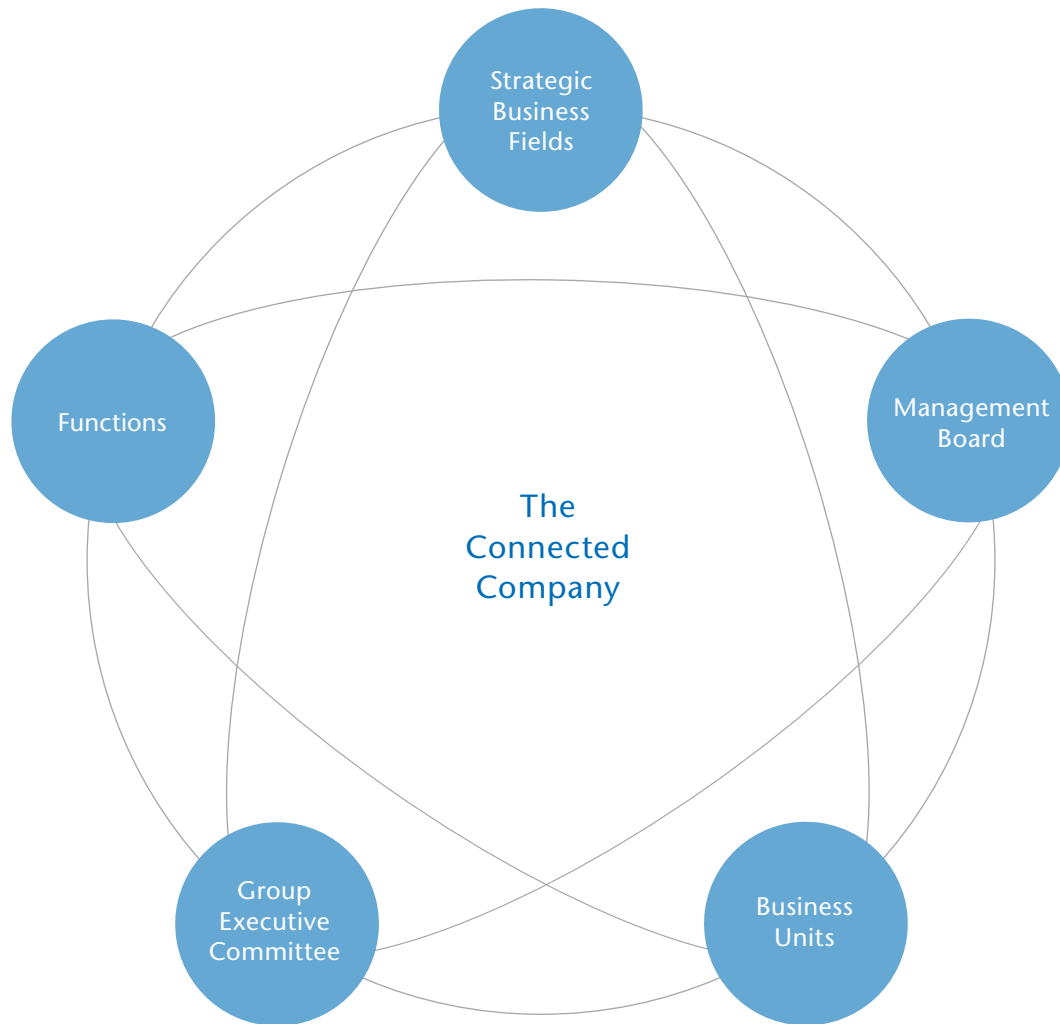 Strategic
Business
Fields
Functions
Management
Board
The
Connected
Company
Group
Executive
Committee
Business
Units